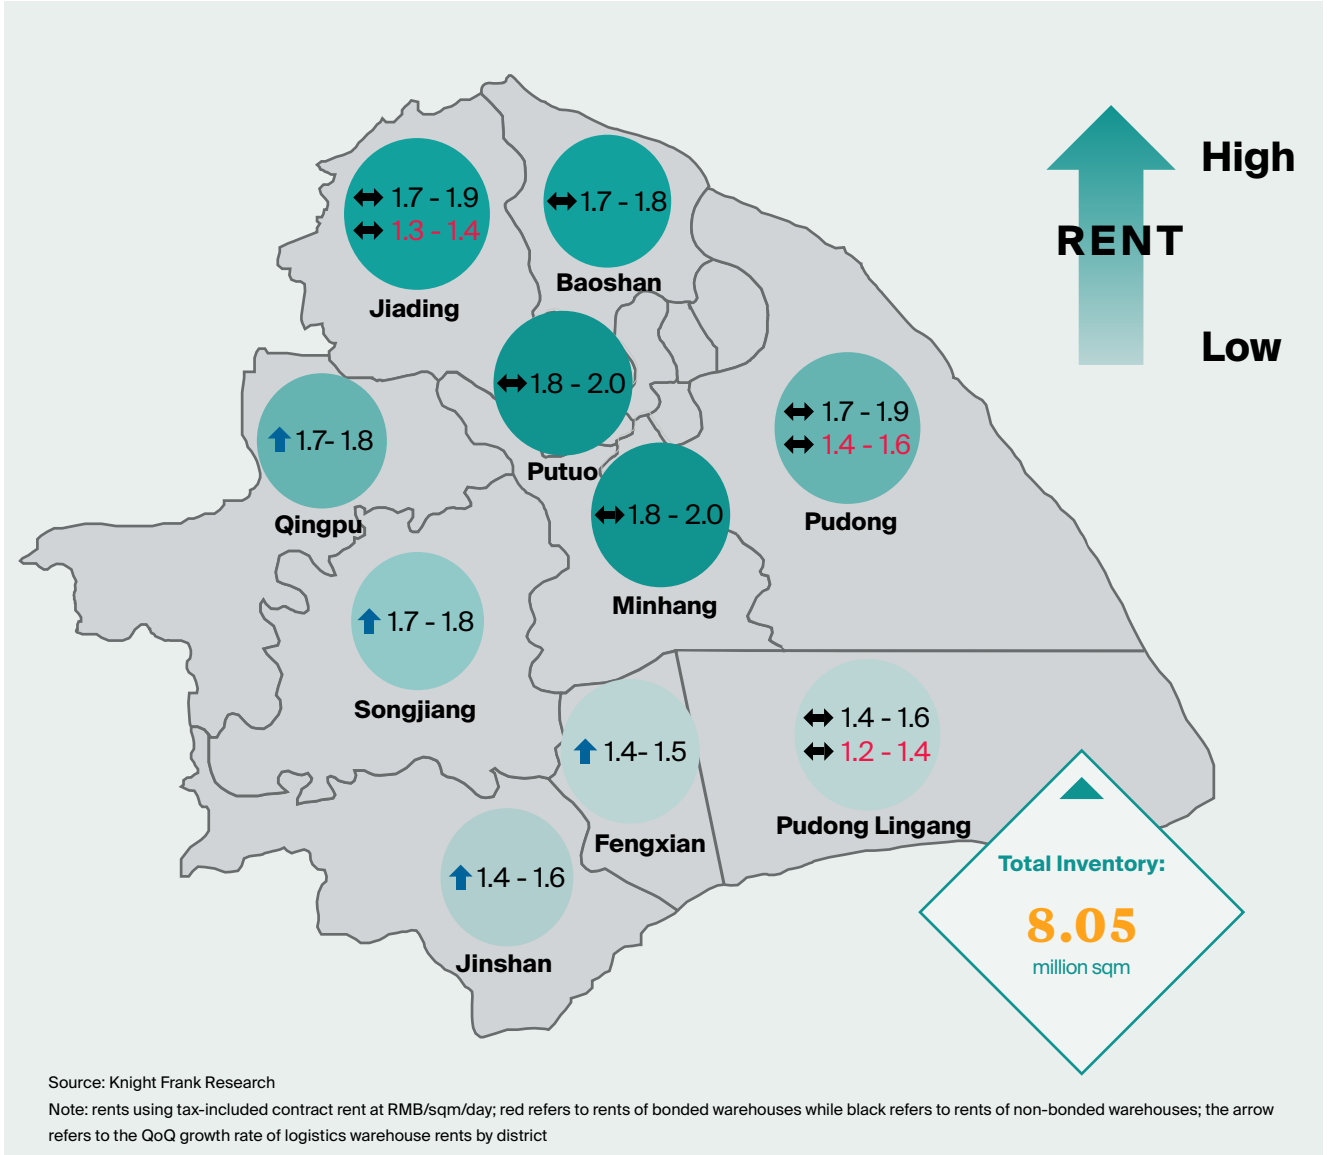 High
RENT
Low
1.7 - 1.9
1.3 - 1.4
Jiading
1.7 - 1.8
Baoshan
1.8 - 2.0
Putuo
1.7- 1.8
Qingpu
1.7 - 1.9
1.4 - 1.6
Pudong
1.8 - 2.0
Minhang
1.7 - 1.8
Songjiang
1.4- 1.5
Fengxian
1.4 - 1.6
1.2 - 1.4
Pudong Lingang
1.4 - 1.6
Jinshan
Total Inventory:
8.05
million sqm
Source: Knight Frank Research
Note: rents using tax-included contract rent at RMB/sqm/day; red refers to rents of bonded warehouses while black refers to rents of non-bonded warehouses; the arrow
refers to the QoQ growth rate of logistics warehouse rents by district